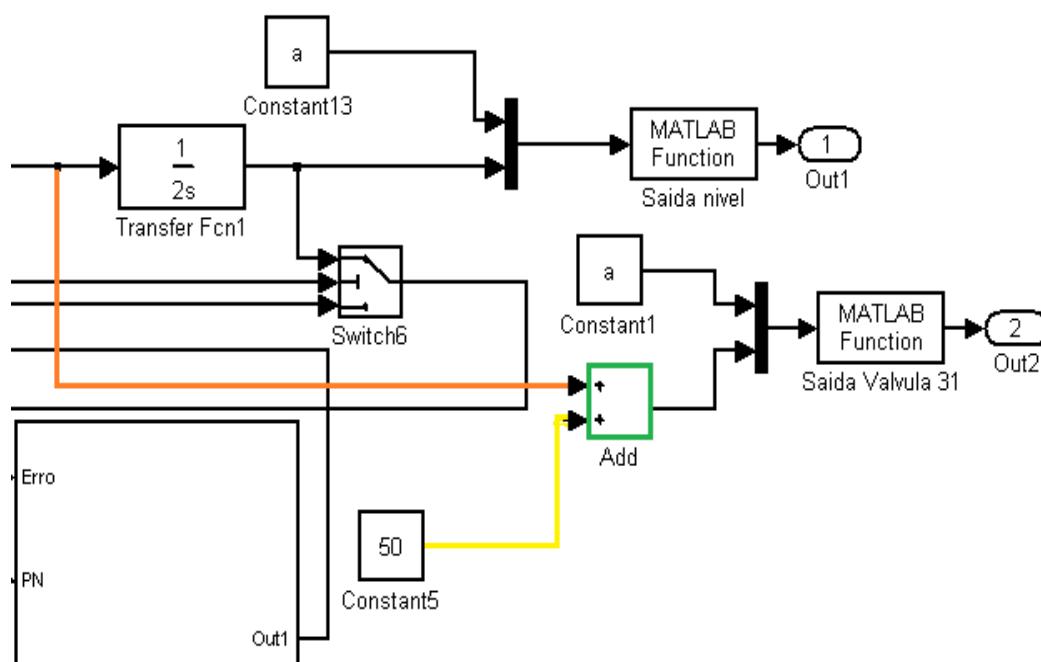 a
Constant13
1
2s
Transfer Fcn1
MATLAB
Function
Saida nivel
1
Out1
Switch6
a
Constant1
MATLAB
Function
Saida Valvula 31
2
Out2
+
+
Add
50
Constant5
Erro
PN
Out1